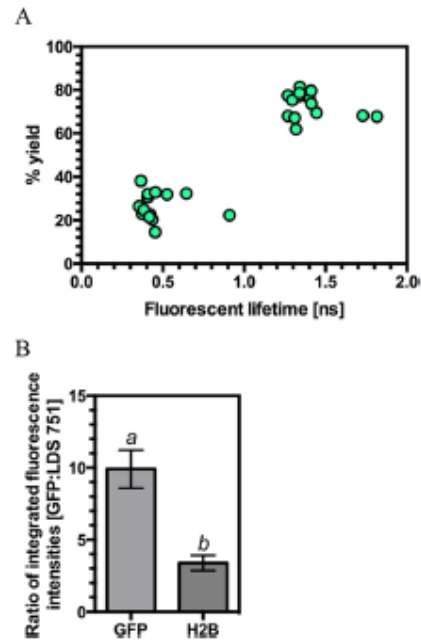 A
100
80
60
40
20
0
% yield
0.0 0.5 1.0 1.5 2.0
Fluorescent lifetime [ns]
B
Ratio of integrated fluorescence
intensities [GFP:LDS 751]
15
10
5
0
a
b
GFP H2B